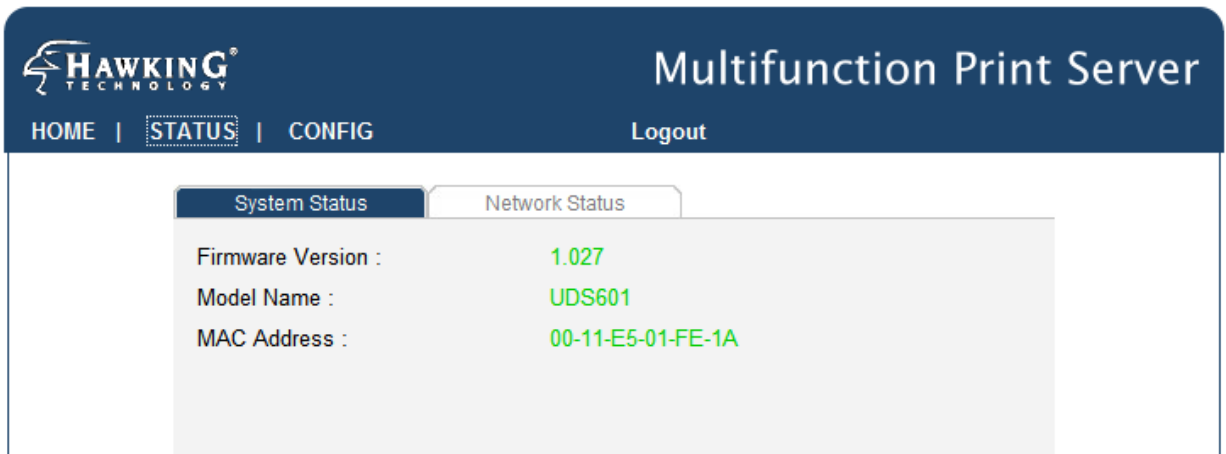 HAWKING®
TECHNOLOGY
Multifunction Print Server
HOME | STATUS | CONFIG Logout
System Status Network Status
Firmware Version : 1.027
Model Name : UDS601
MAC Address : 00-11-E5-01-FE-1A